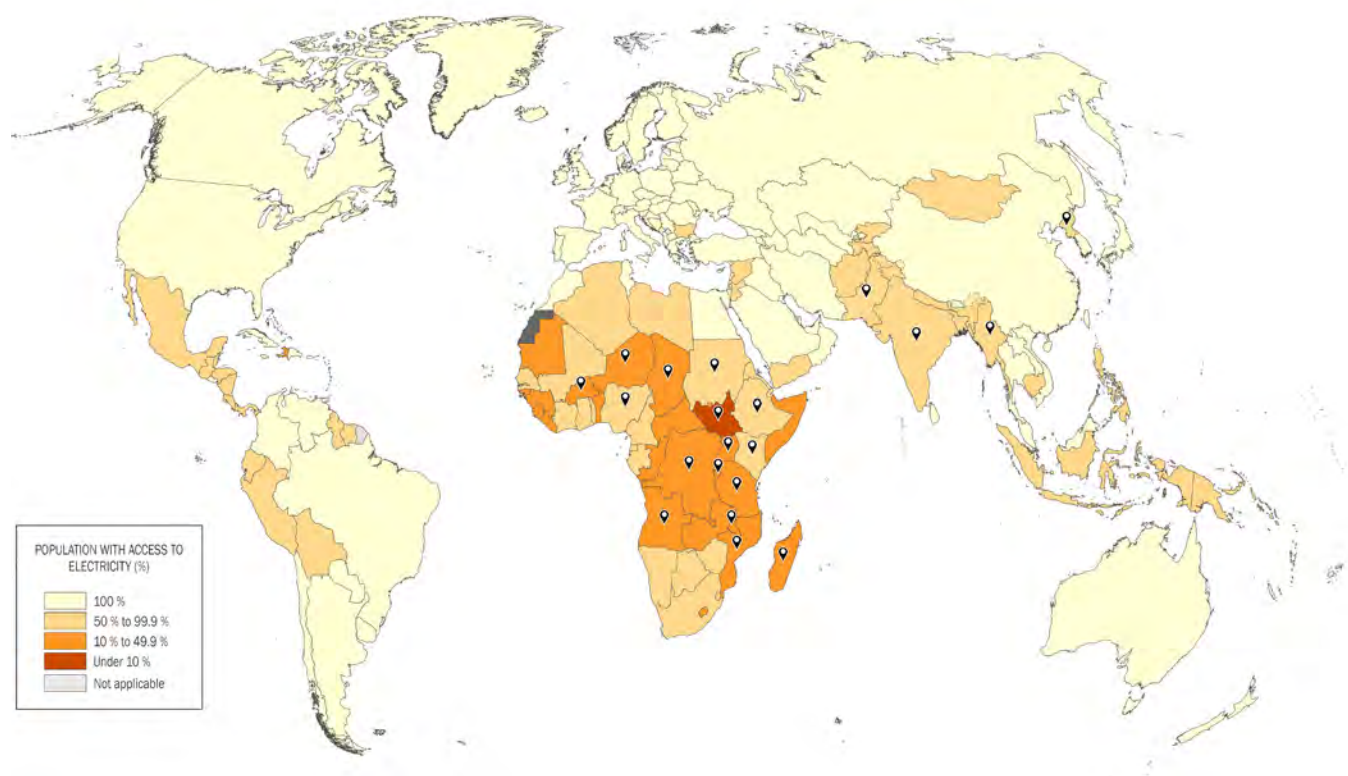 POPULATION WITH ACCESS TO
ELECTRICITY (%)
100 %
50 % to 99.9 %
10 % to 49.9 %
Under 10 %
Not applicable